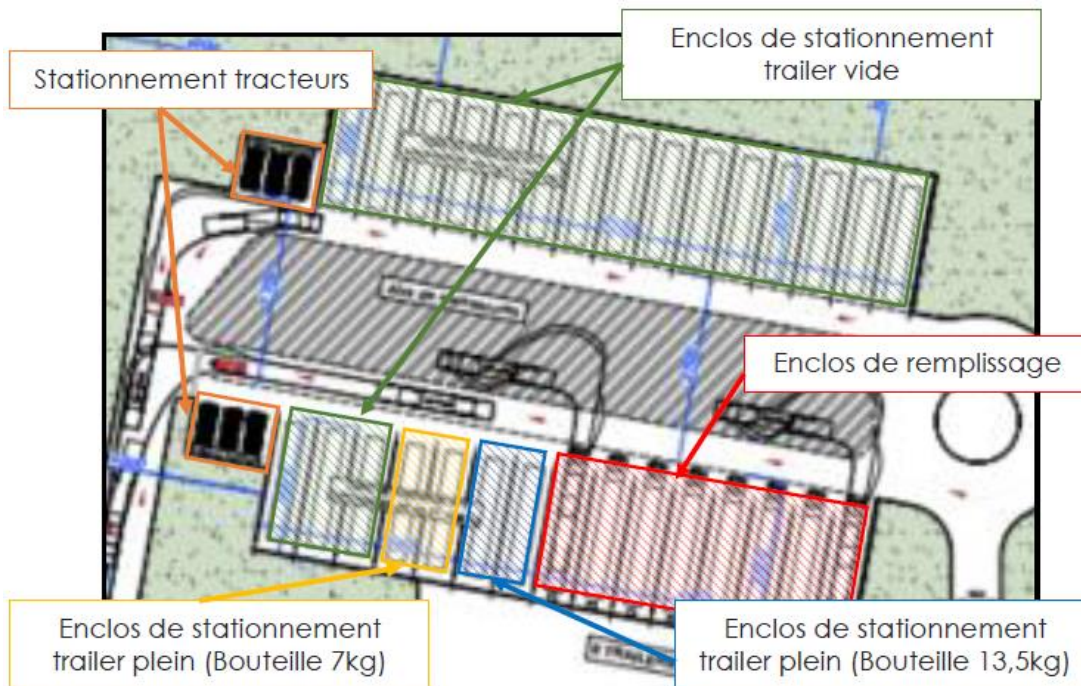 Enclos de stationnement
trailer vide
Stationnement tracteurs
Enclos de remplissage
Enclos de stationnement
trailer plein (Bouteille 7kg)
Enclos de stationnement
trailer plein (Bouteille 13,5kg)